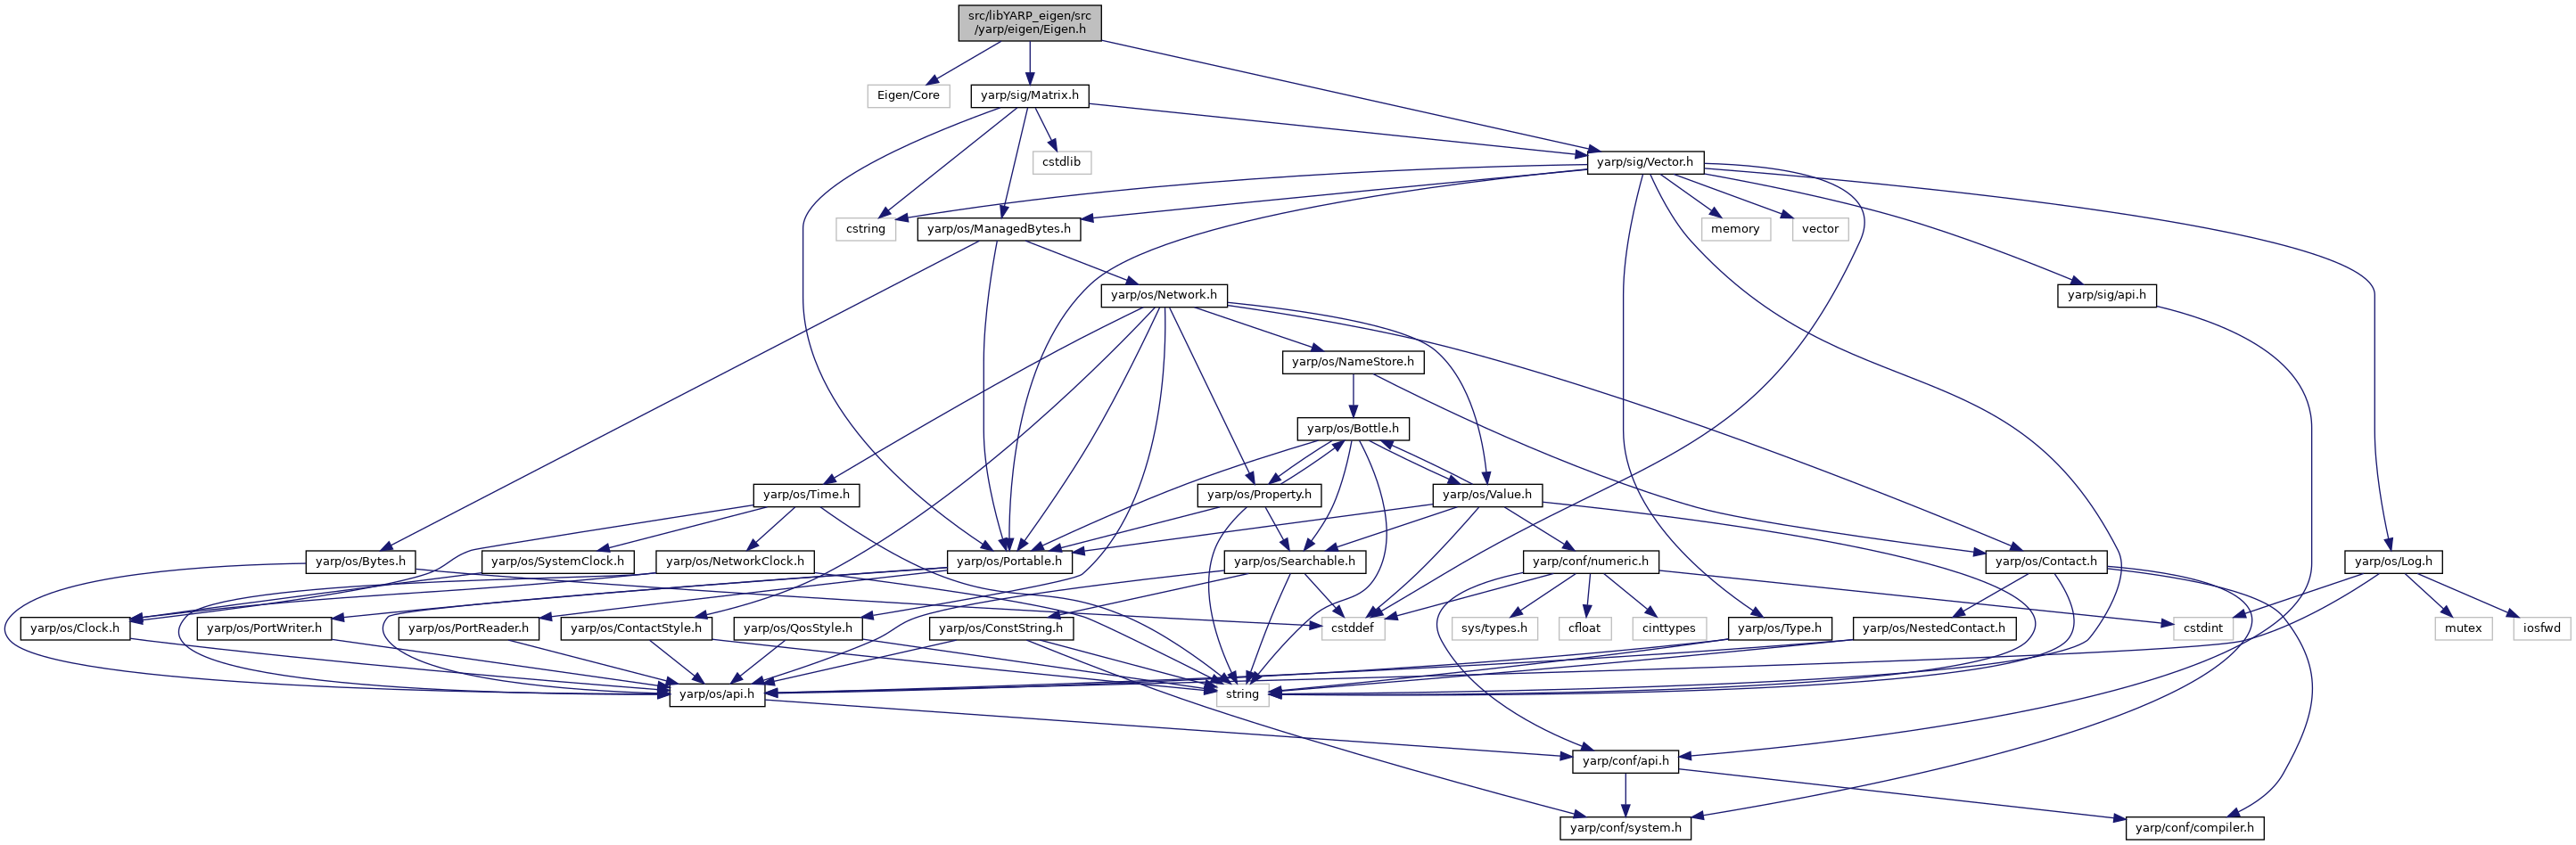 src/libYARP_eigen/src
/yarp/eigen/Eigen.h
Eigen/Core
yarp/sig/Matrix.h
cstdlib
yarp/sig/Vector.h
cstring
yarp/os/ManagedBytes.h
memory
vector
yarp/os/Network.h
yarp/sig/api.h
yarp/os/NameStore.h
yarp/os/Bottle.h
yarp/os/Time.h
yarp/os/Property.h
yarp/os/Value.h
yarp/os/Bytes.h
yarp/os/SystemClock.h
yarp/os/NetworkClock.h
yarp/os/Portable.h
yarp/os/Searchable.h
yarp/conf/numeric.h
yarp/os/Contact.h
yarp/os/Log.h
yarp/os/Clock.h
yarp/os/PortWriter.h
yarp/os/PortReader.h
yarp/os/ContactStyle.h
yarp/os/QosStyle.h
yarp/os/ConstString.h
cstddef
sys/types.h
cfloat
cinttypes
yarp/os/Type.h
yarp/os/NestedContact.h
cstdint
mutex
iosfwd
yarp/os/api.h
string
yarp/conf/api.h
yarp/conf/system.h
yarp/conf/compiler.h